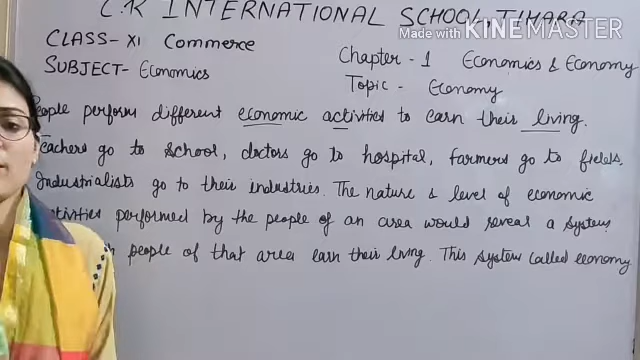 C.R INTERNATIONAL SCHOOL, TIHARA
Made with KINEMASTER
CLASS- XI Commerce
SUBJECT- Economics
Chapter - 1 Economics & Economy
Topic - Economy
People perform different economic activities to earn their living.
Teachers go to school, doctors go to hospital, farmers go to fields,
Industrialists go to their industries. The nature & level of economic
activities performed by the people of an area would reveal a system
people of that area earn their living. This system called economy